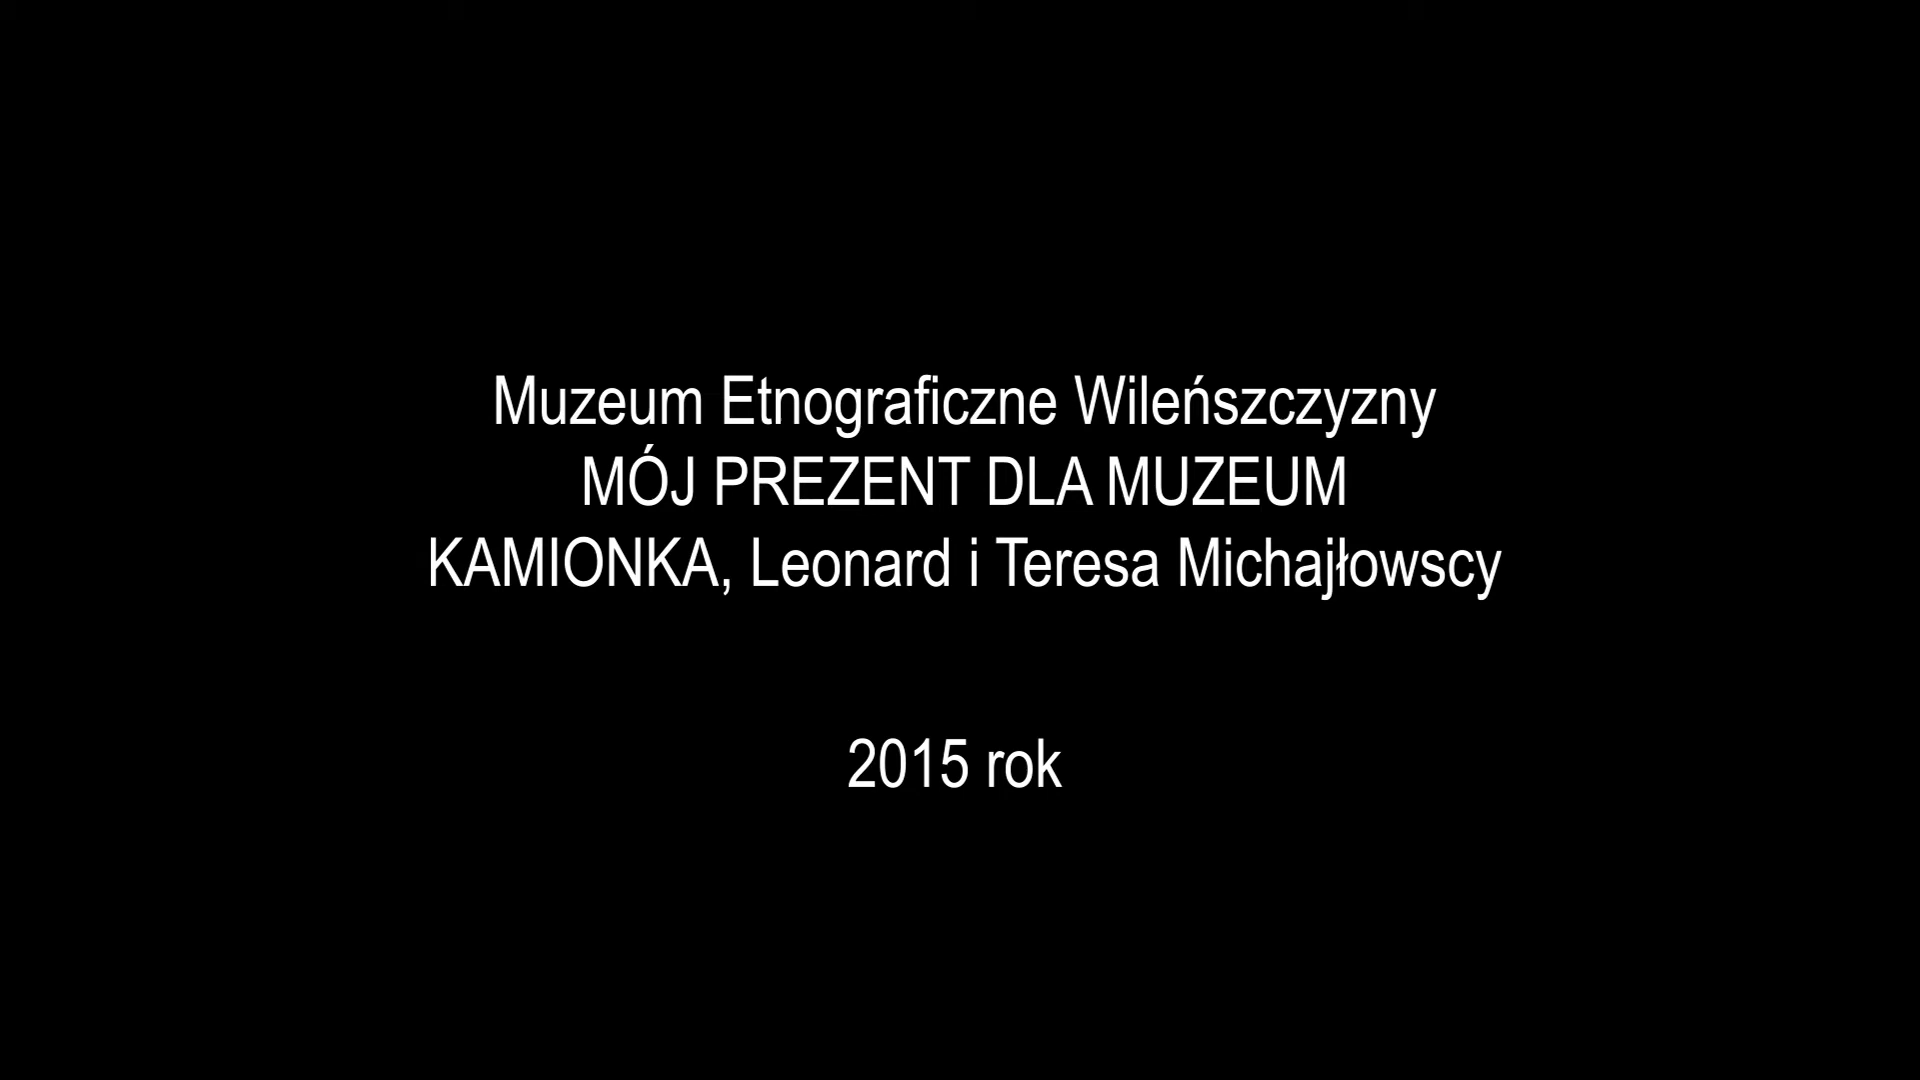 Muzeum Etnograficzne Wileńszczyzny
MÓJ PREZENT DLA MUZEUM
KAMIONKA, Leonard i Teresa Michajłowscy
2015 rok